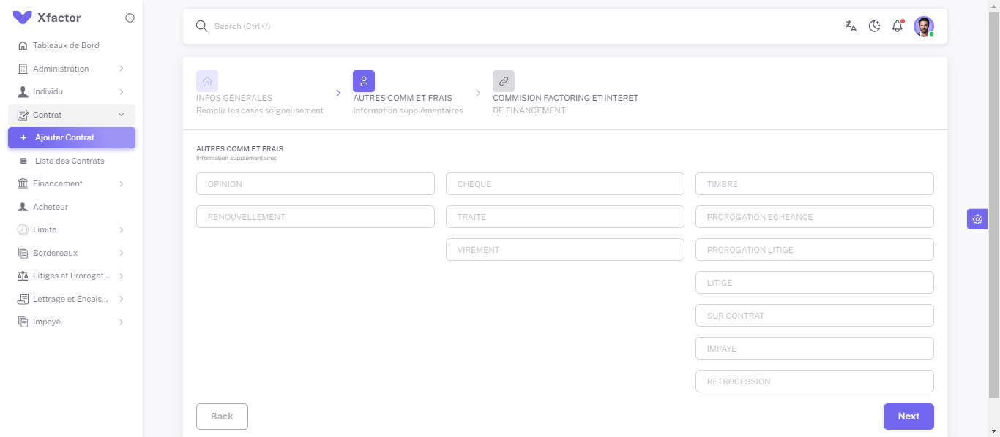 Xfactor
Tableaux de Bord
Administration
Individu
Contrat
Ajouter Contrat
Liste des Contrats
Financement
Acheteur
Limite
Bordereaux
Litiges et Prorogat...
Lettrage et Encais...
Impayé
Search (Ctrl+/)
INFOS GENERALES
Remplir les cases soigneusement
AUTRES COMM ET FRAIS
Information supplémentaires
COMMISION FACTORING ET INTERET
DE FINANCEMENT
AUTRES COMM ET FRAIS
Information supplémentaires
OPINION
CHEQUE
TIMBRE
RENOUVELLEMENT
TRAITE
PROROGATION ECHEANCE
VIREMENT
PROROGATION LITIGE
LITIGE
SUR CONTRAT
IMPAYE
RETROCESSION
Back
Next